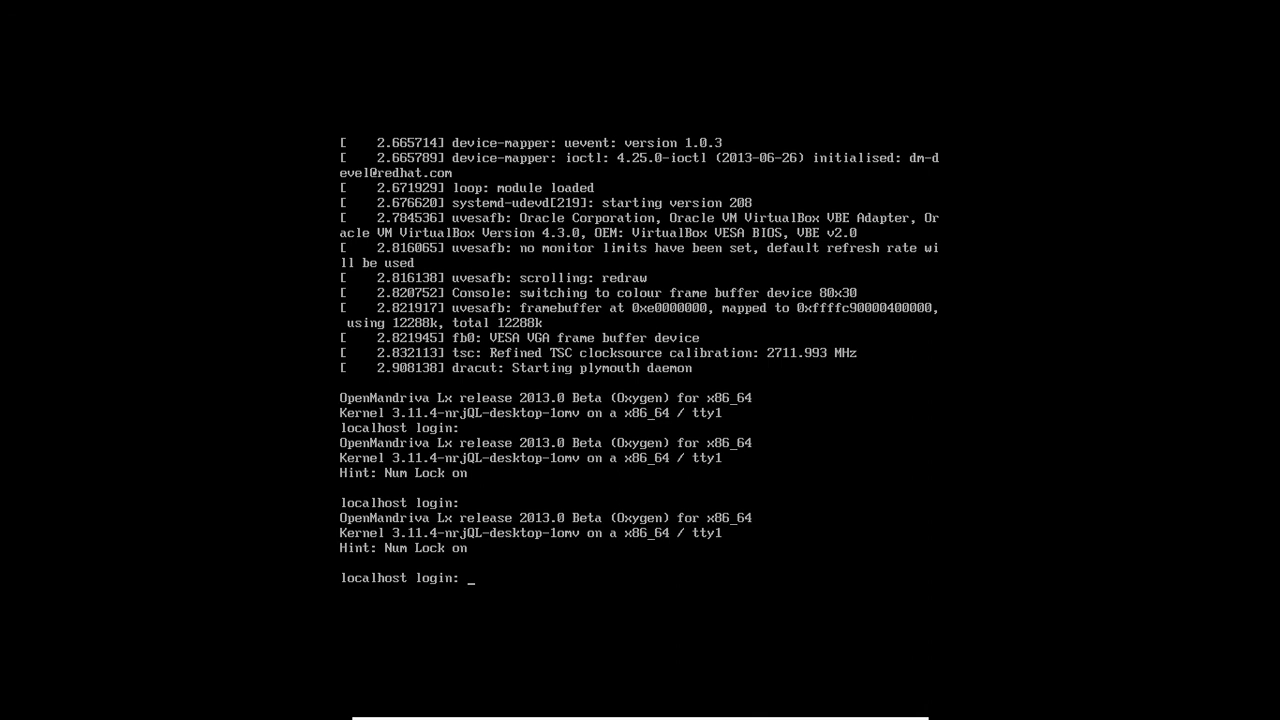 [    2.665714] device-mapper: uevent: version 1.0.3
[    2.665789] device-mapper: ioctl: 4.25.0-ioctl (2013-06-26) initialised: dm-d
evel@redhat.com
[    2.671929] loop: module loaded
[    2.676620] systemd-udevd[219]: starting version 208
[    2.784536] uvesafb: Oracle Corporation, Oracle VM VirtualBox VBE Adapter, Or
acle VM VirtualBox Version 4.3.0, OEM: VirtualBox VESA BIOS, VBE v2.0
[    2.816065] uvesafb: no monitor limits have been set, default refresh rate wi
ll be used
[    2.816138] uvesafb: scrolling: redraw
[    2.820752] Console: switching to colour frame buffer device 80x30
[    2.821917] uvesafb: framebuffer at 0xe0000000, mapped to 0xffffc90000400000,
 using 12288k, total 12288k
[    2.821945] fb0: VESA VGA frame buffer device
[    2.832113] tsc: Refined TSC clocksource calibration: 2711.993 MHz
[    2.908138] dracut: Starting plymouth daemon
OpenMandriva Lx release 2013.0 Beta (Oxygen) for x86_64
Kernel 3.11.4-nrjQL-desktop-1omv on a x86_64 / tty1
localhost login:
OpenMandriva Lx release 2013.0 Beta (Oxygen) for x86_64
Kernel 3.11.4-nrjQL-desktop-1omv on a x86_64 / tty1
Hint: Num Lock on
localhost login:
OpenMandriva Lx release 2013.0 Beta (Oxygen) for x86_64
Kernel 3.11.4-nrjQL-desktop-1omv on a x86_64 / tty1
Hint: Num Lock on
localhost login: _